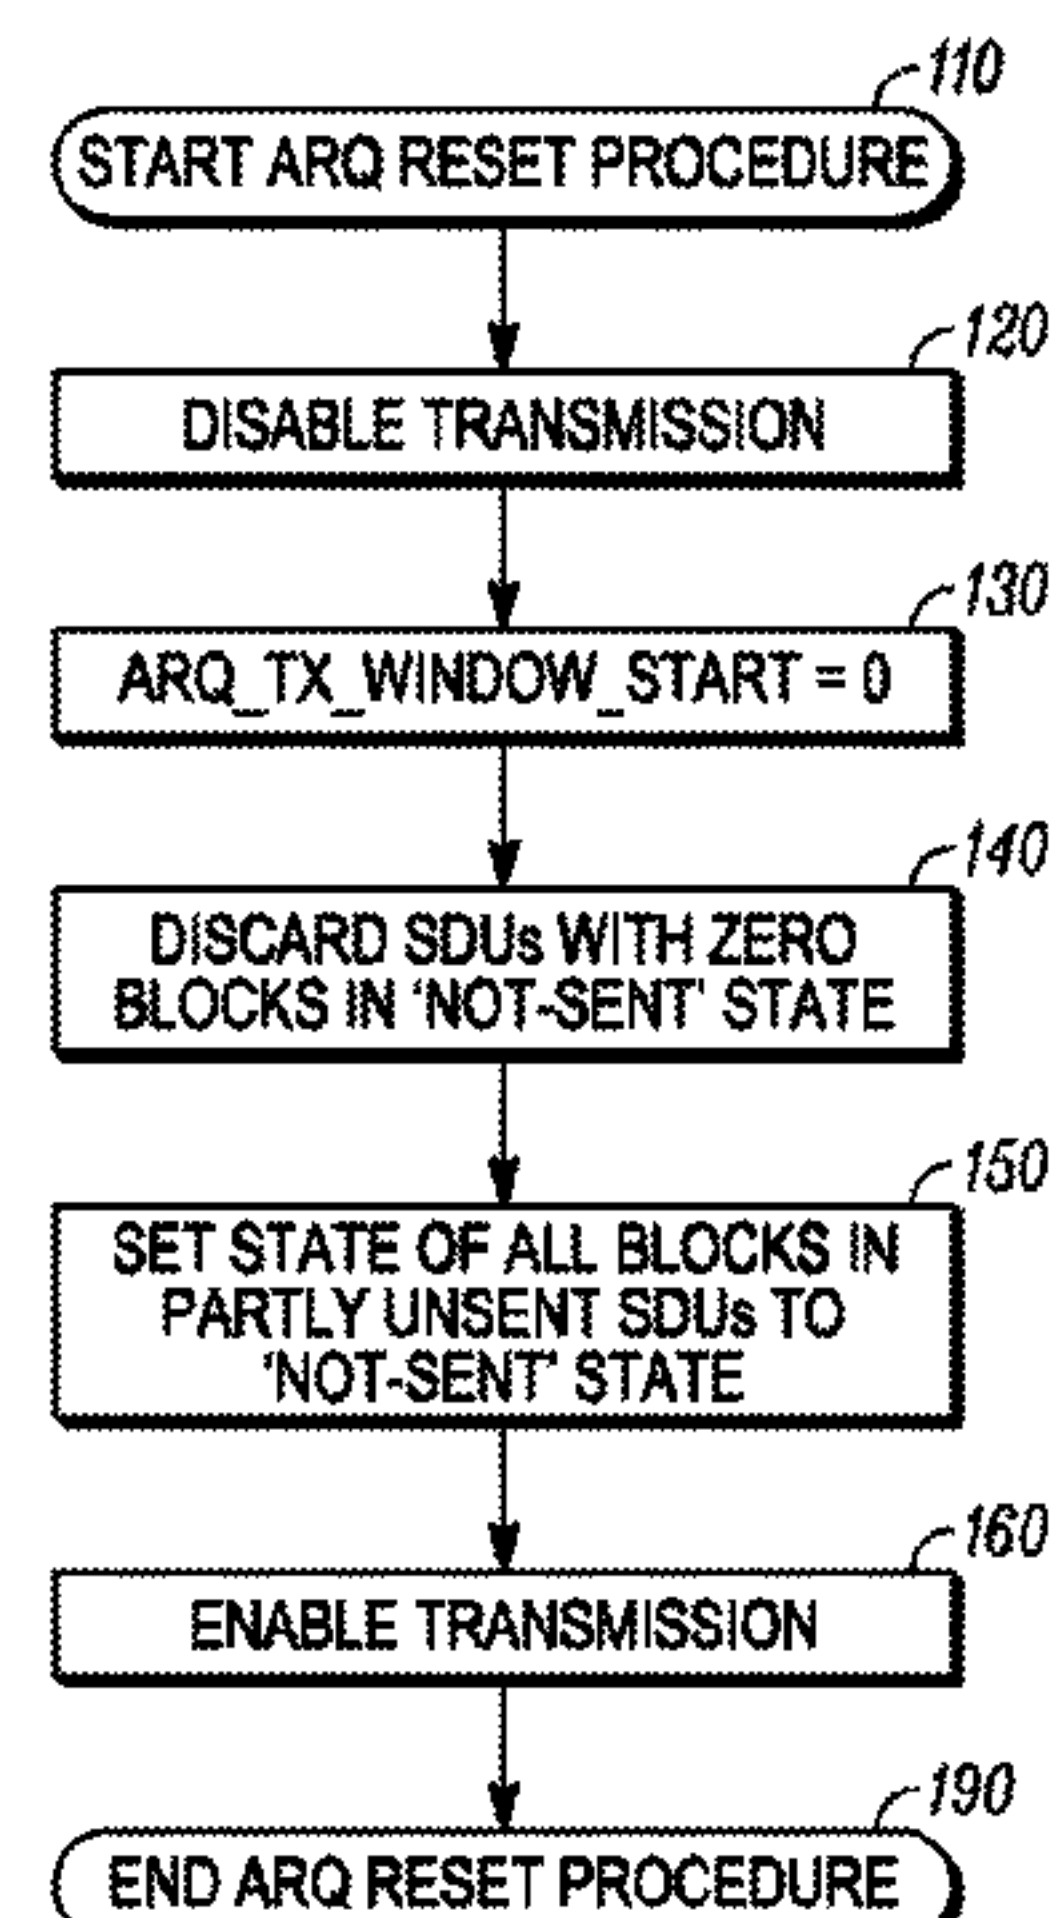 110
START ARQ RESET PROCEDURE
120
DISABLE TRANSMISSION
130
ARQ_TX_WINDOW_START = 0
140
DISCARD SDUs WITH ZERO
BLOCKS IN ‘NOT-SENT’ STATE
150
SET STATE OF ALL BLOCKS IN
PARTLY UNSENT SDUs TO
‘NOT-SENT’ STATE
160
ENABLE TRANSMISSION
190
END ARQ RESET PROCEDURE